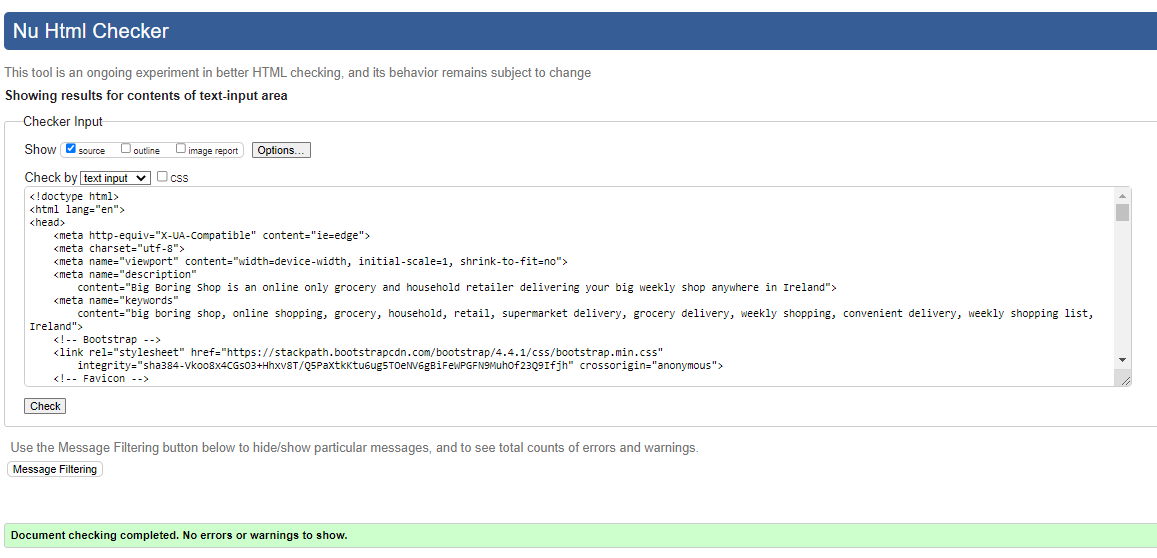 Nu Html Checker
This tool is an ongoing experiment in better HTML checking, and its behavior remains subject to change
Showing results for contents of text-input area
Checker Input
Show source outline image report Options...
Check by text input css
<!doctype html>
<html lang="en">
<head>
    <meta http-equiv="X-UA-Compatible" content="ie=edge">
    <meta charset="utf-8">
    <meta name="viewport" content="width=device-width, initial-scale=1, shrink-to-fit=no">
    <meta name="description"
        content="Big Boring Shop is an online only grocery and household retailer delivering your big weekly shop anywhere in Ireland">
    <meta name="keywords"
        content="big boring shop, online shopping, grocery, household, retail, supermarket delivery, grocery delivery, weekly shopping, convenient delivery, weekly shopping list,
Ireland">
    <!-- Bootstrap -->
    <link rel="stylesheet" href="https://stackpath.bootstrapcdn.com/bootstrap/4.4.1/css/bootstrap.min.css"
        integrity="sha384-Vkoo8x4CGsO3+Hhxv8T/Q5PaXtkKtu6ug5TOeNV6gBiFeWPGFN9MuhOf23Q9Ifjh" crossorigin="anonymous">
    <!-- Favicon -->
Check
Use the Message Filtering button below to hide/show particular messages, and to see total counts of errors and warnings.
Message Filtering
Document checking completed. No errors or warnings to show.